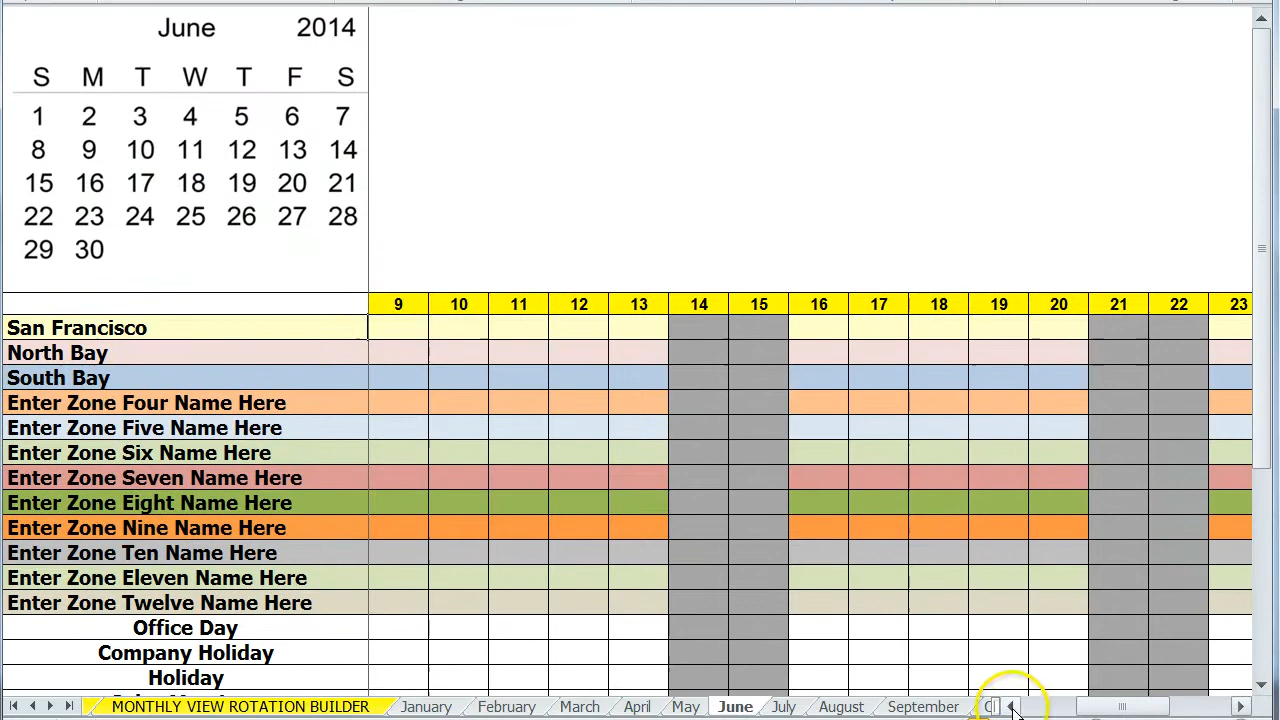 June 2014
S M T W T F S
1 2 3 4 5 6 7
8 9 10 11 12 13 14
15 16 17 18 19 20 21
22 23 24 25 26 27 28
29 30
9 10 11 12 13 14 15 16 17 18 19 20 21 22 23
San Francisco
North Bay
South Bay
Enter Zone Four Name Here
Enter Zone Five Name Here
Enter Zone Six Name Here
Enter Zone Seven Name Here
Enter Zone Eight Name Here
Enter Zone Nine Name Here
Enter Zone Ten Name Here
Enter Zone Eleven Name Here
Enter Zone Twelve Name Here
Office Day
Company Holiday
Holiday
MONTHLY VIEW ROTATION BUILDER January February March April May June July August September